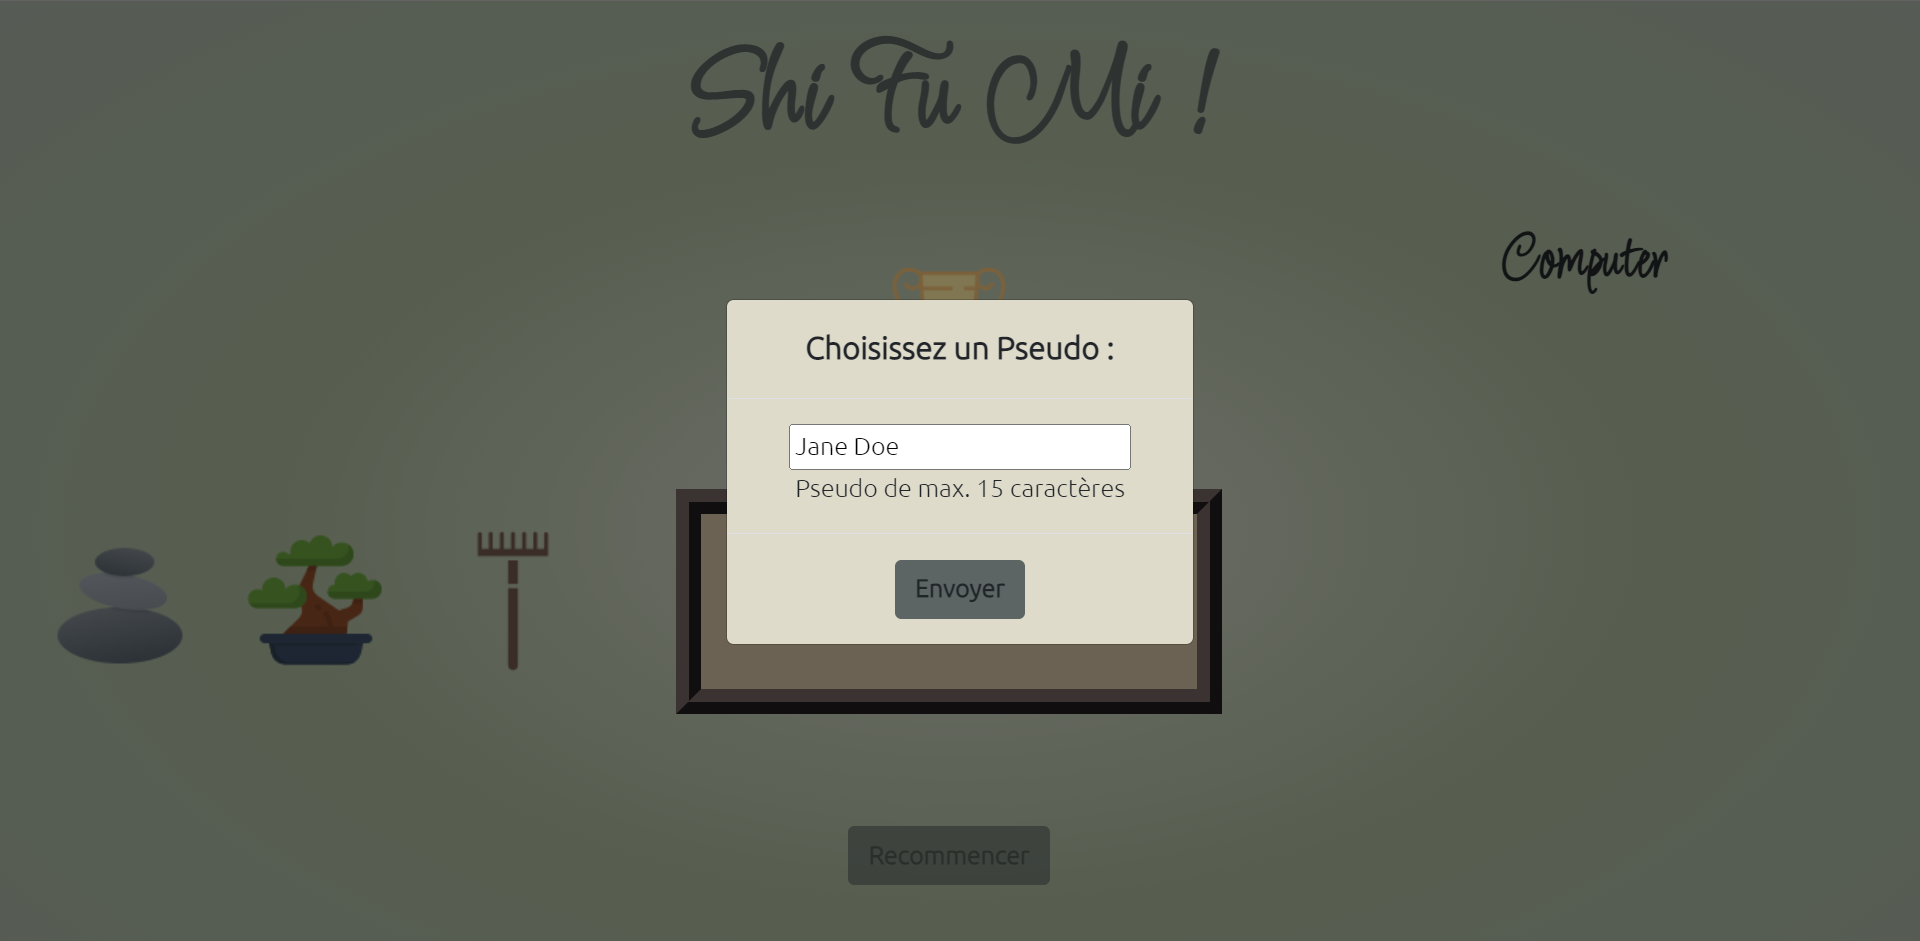 Shi Fu Mi !
Computer
Choisissez un Pseudo :
Jane Doe
Pseudo de max. 15 caractères
Envoyer
Recommencer